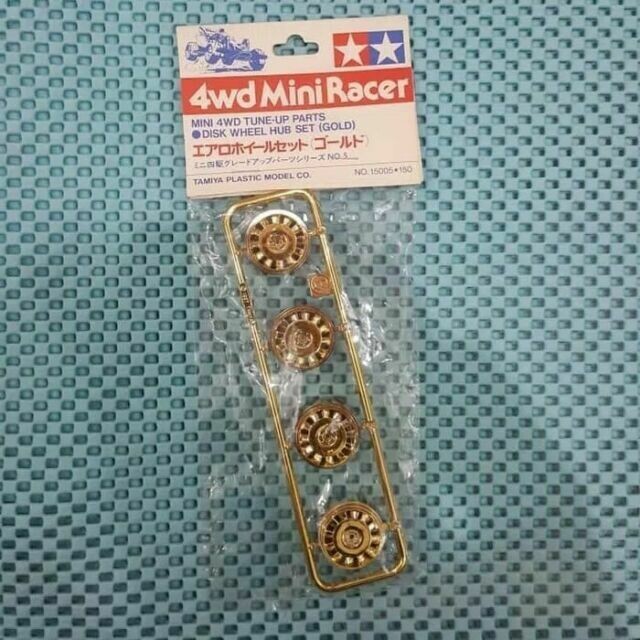 4wd Mini Racer
MINI 4WD TUNE-UP PARTS
●DISK WHEEL HUB SET (GOLD)
エアロホイールセット(ゴールド)
ミニ四駆グレードアップパーツシリーズ NO.5
TAMIYA PLASTIC MODEL CO.
NO. 15005★150